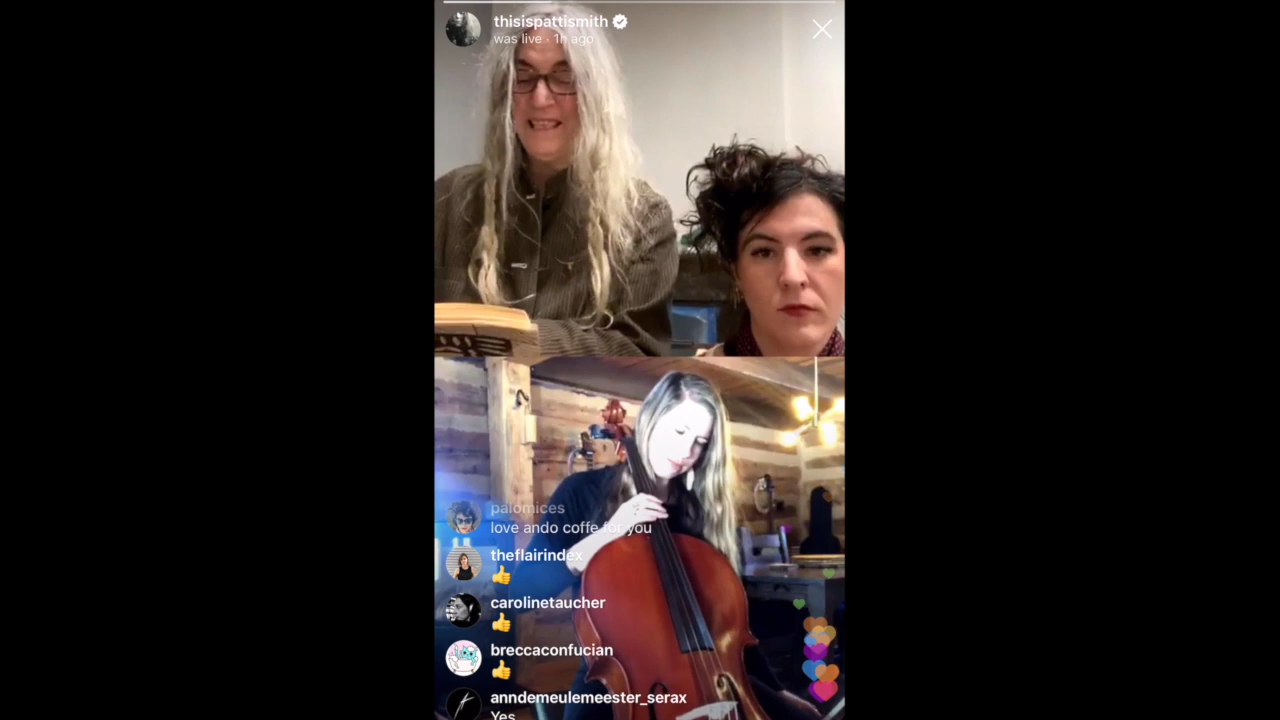 thisispattismith
was live · 1h ago
palomices
love ando coffe for you
theflairindex
👍
carolinetaucher
👍
breccaconfucian
👍
anndemeulemeester_serax
Yes